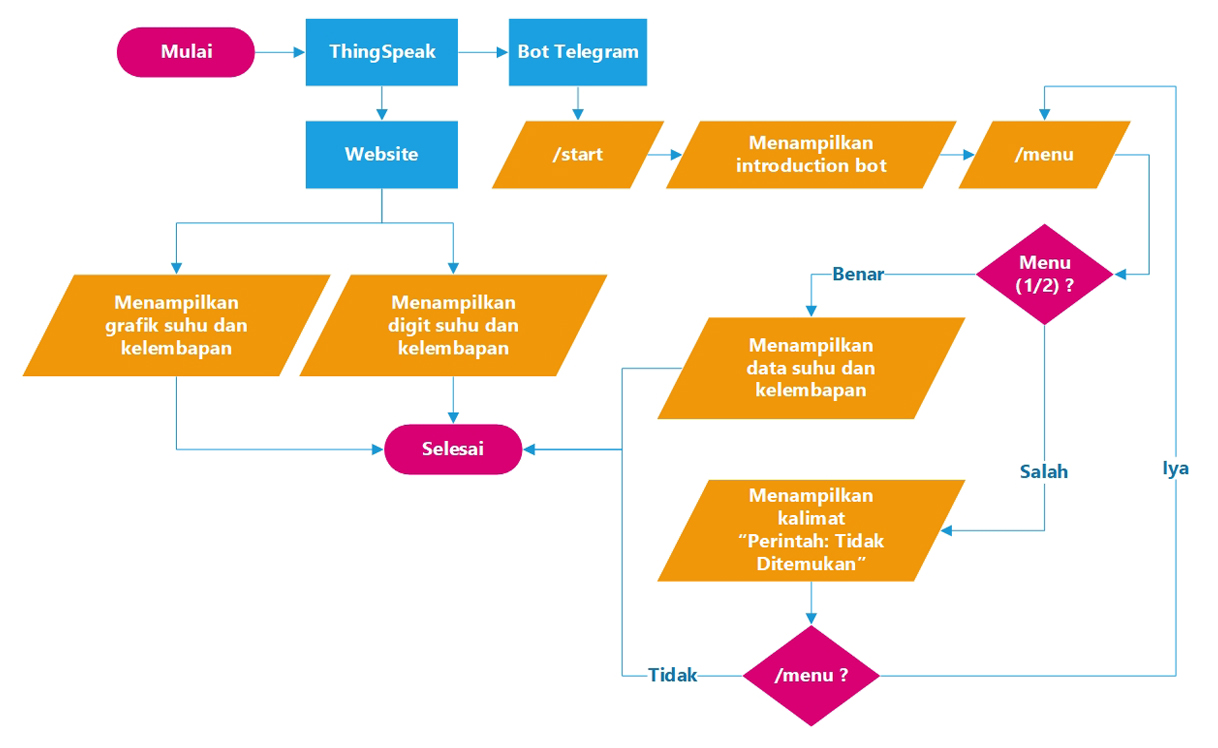 Mulai
ThingSpeak
Bot Telegram
Website
/start
Menampilkan
introduction bot
/menu
Menu
(1/2) ?
Benar
Menampilkan
grafik suhu dan
kelembapan
Menampilkan
digit suhu dan
kelembapan
Menampilkan
data suhu dan
kelembapan
Selesai
Salah
Iya
Menampilkan
kalimat
“Perintah: Tidak
Ditemukan”
Tidak
/menu ?